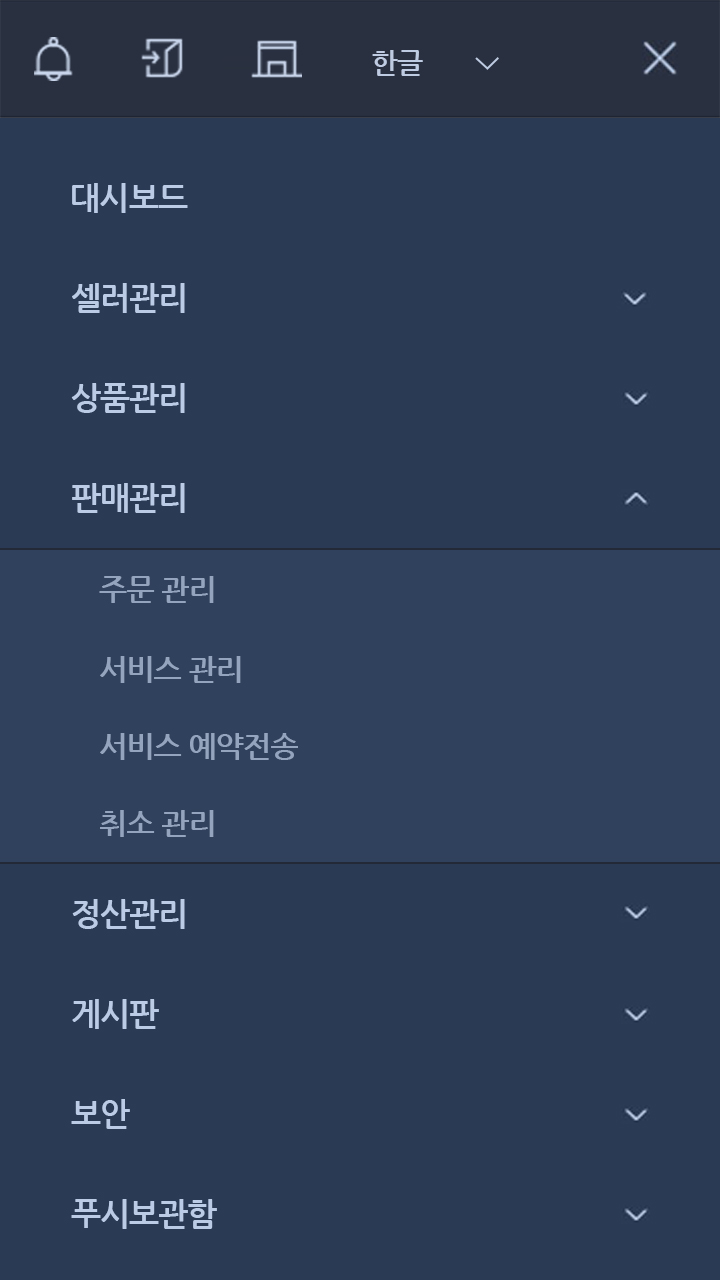 한글
대시보드
셀러관리
상품관리
판매관리
주문 관리
서비스 관리
서비스 예약전송
취소 관리
정산관리
게시판
보안
푸시보관함